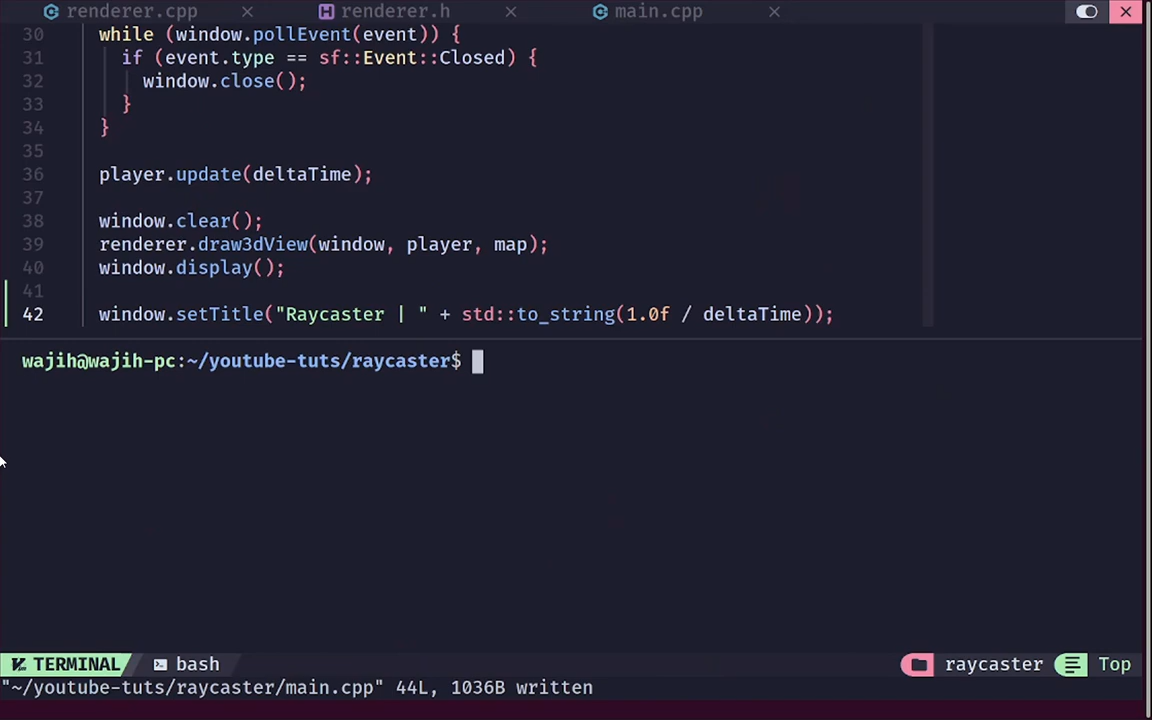 renderer.cpp × renderer.h × main.cpp ×
30 while (window.pollEvent(event)) {
31 if (event.type == sf::Event::Closed) {
32 window.close();
33 }
34 }
35
36 player.update(deltaTime);
37
38 window.clear();
39 renderer.draw3dView(window, player, map);
40 window.display();
41
42 window.setTitle("Raycaster | " + std::to_string(1.0f / deltaTime));
wajih@wajih-pc:~/youtube-tuts/raycaster$
TERMINAL bash raycaster Top
"~/youtube-tuts/raycaster/main.cpp" 44L, 1036B written